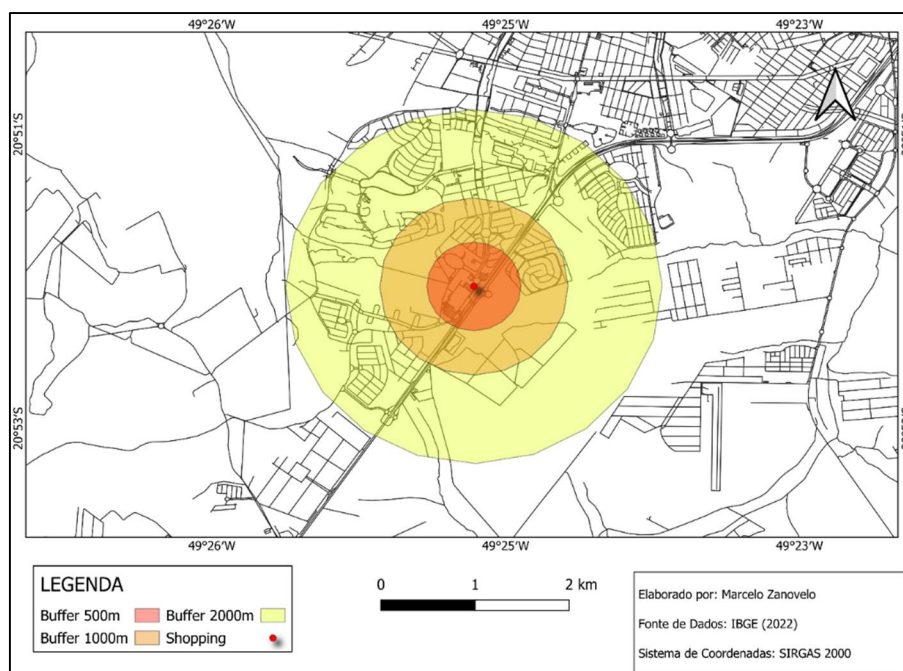 49°26'W 49°25'W 49°23'W
20°51'S
20°53'S
49°26'W 49°25'W 49°23'W
LEGENDA
Buffer 500m Buffer 2000m
Buffer 1000m Shopping
0 1 2 km
Elaborado por: Marcelo Zanovelo
Fonte de Dados: IBGE (2022)
Sistema de Coordenadas: SIRGAS 2000